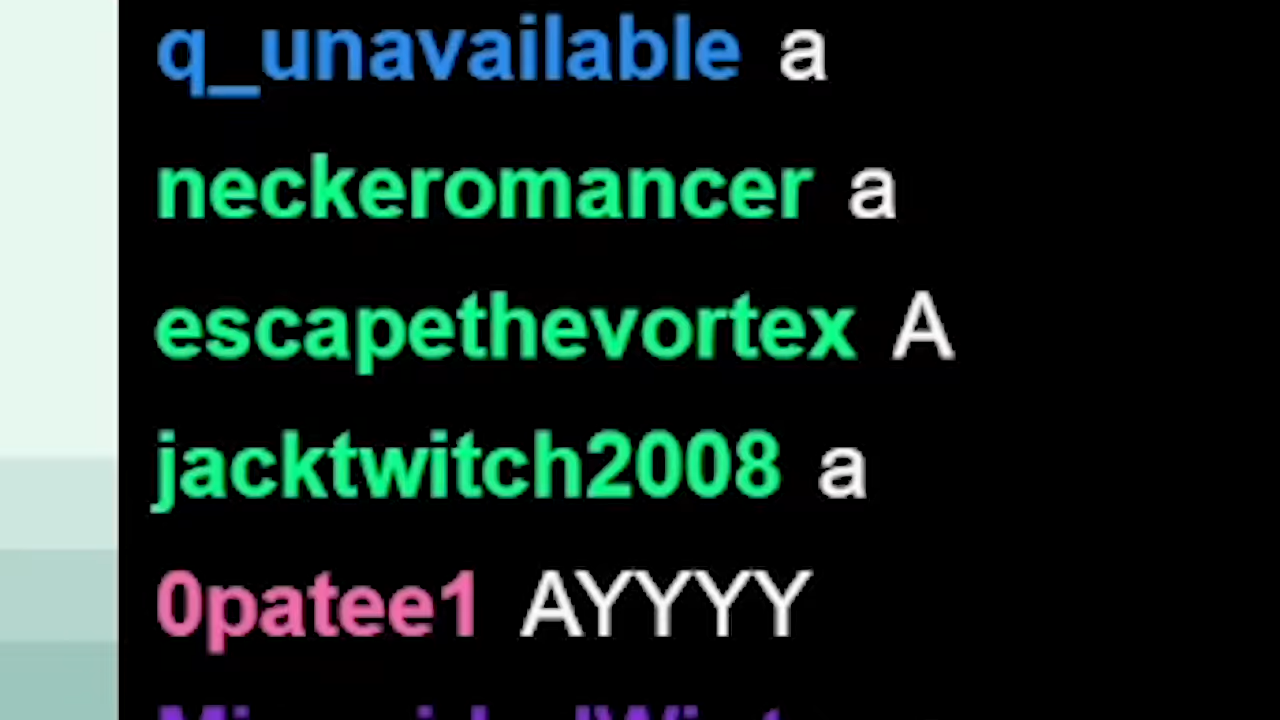 q_unavailable a
neckeromancer a
escapethevortex A
jacktwitch2008 a
0patee1 AYYYY